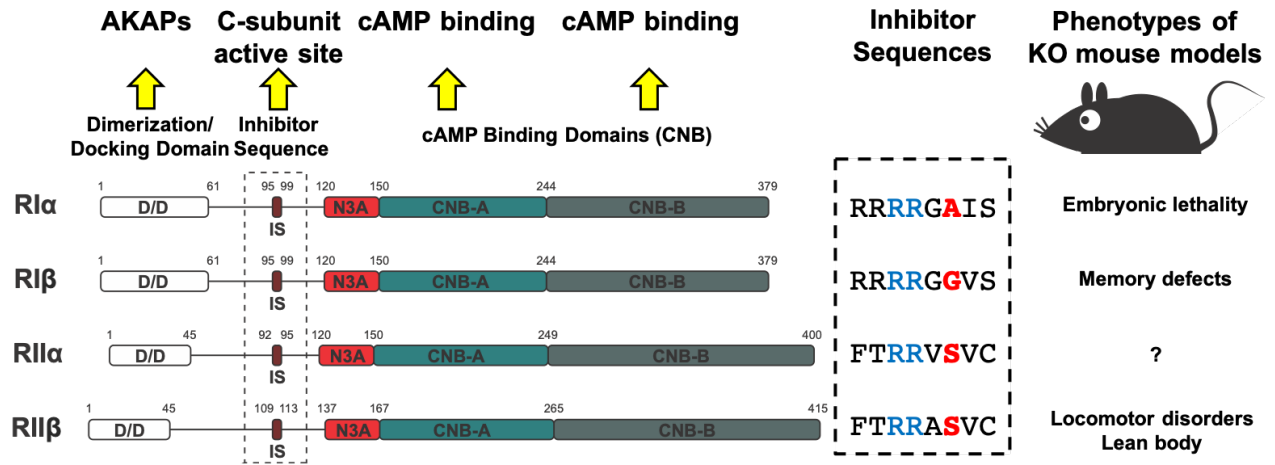 AKAPs
C-subunit
active site
cAMP binding
cAMP binding
Inhibitor
Sequences
Phenotypes of
KO mouse models
Dimerization/
Docking Domain
Inhibitor
Sequence
cAMP Binding Domains (CNB)
RIα
1 61 95 99 120 150 244 379
D/D IS N3A CNB-A CNB-B
RRRRGAIS
Embryonic lethality
RIβ
1 61 95 99 120 150 244 379
D/D IS N3A CNB-A CNB-B
RRRRGGVS
Memory defects
RIIα
1 45 92 95 120 150 249 400
D/D IS N3A CNB-A CNB-B
FTRRVSVC
?
RIIβ
1 45 109 113 137 167 265 415
D/D IS N3A CNB-A CNB-B
FTRRASVC
Locomotor disorders
Lean body